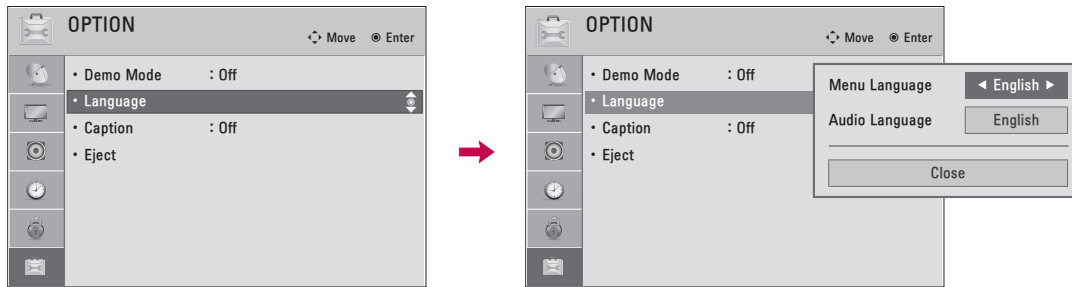 OPTION
Move Enter
• Demo Mode : Off
• Language
• Caption : Off
• Eject
OPTION
Move Enter
• Demo Mode : Off
• Language
• Caption : Off
• Eject
Menu Language ◄ English ►
Audio Language English
Close